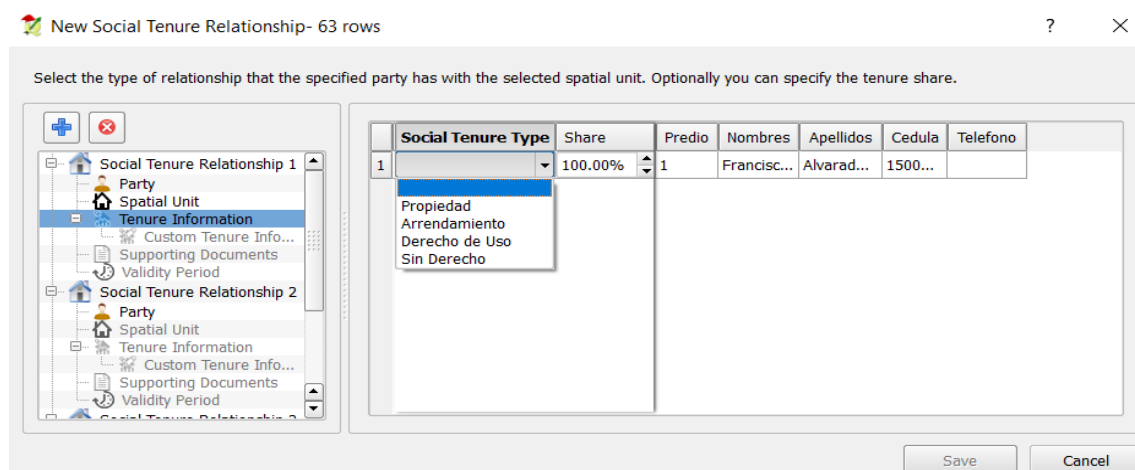 New Social Tenure Relationship- 63 rows
?
Select the type of relationship that the specified party has with the selected spatial unit. Optionally you can specify the tenure share.
Social Tenure Relationship 1
Party
Spatial Unit
Tenure Information
Custom Tenure Info...
Supporting Documents
Validity Period
Social Tenure Relationship 2
Party
Spatial Unit
Tenure Information
Custom Tenure Info...
Supporting Documents
Validity Period
Social Tenure Relationship 3
Social Tenure Type Share Predio Nombres Apellidos Cedula Telefono
1 100.00% 1 Francisc... Alvarad... 1500...
Propiedad
Arrendamiento
Derecho de Uso
Sin Derecho
Save Cancel